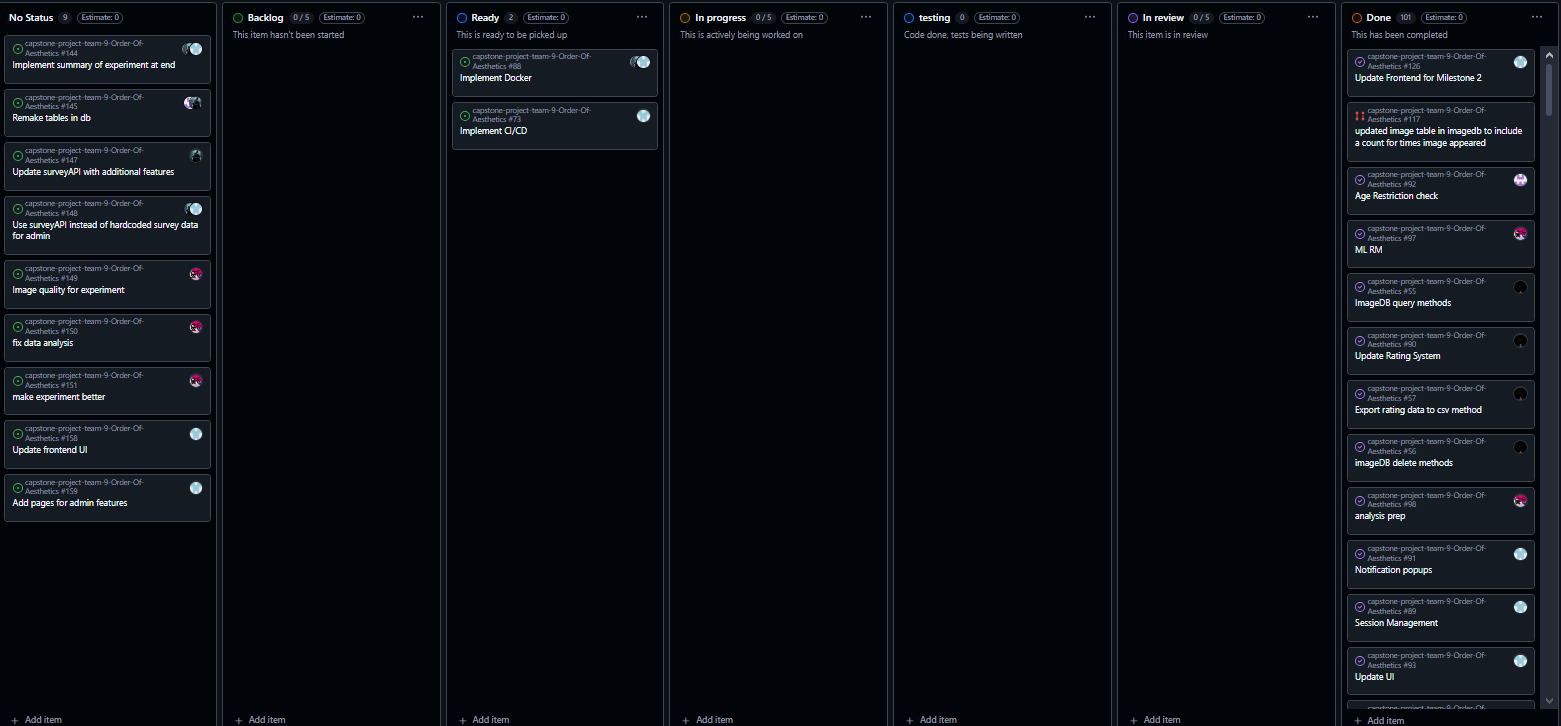 No Status 9 Estimate: 0
capstone-project-team-9-Order-Of-
Aesthetics #144
Implement summary of experiment at end
capstone-project-team-9-Order-Of-
Aesthetics #145
Remake tables in db
capstone-project-team-9-Order-Of-
Aesthetics #147
Update surveyAPI with additional features
capstone-project-team-9-Order-Of-
Aesthetics #148
Use surveyAPI instead of hardcoded survey data
for admin
capstone-project-team-9-Order-Of-
Aesthetics #149
Image quality for experiment
capstone-project-team-9-Order-Of-
Aesthetics #150
fix data analysis
capstone-project-team-9-Order-Of-
Aesthetics #151
make experiment better
capstone-project-team-9-Order-Of-
Aesthetics #158
Update frontend UI
capstone-project-team-9-Order-Of-
Aesthetics #159
Add pages for admin features
+ Add item
Backlog 0 / 5 Estimate: 0
This item hasn't been started
+ Add item
Ready 2 Estimate: 0
This is ready to be picked up
capstone-project-team-9-Order-Of-
Aesthetics #88
Implement Docker
capstone-project-team-9-Order-Of-
Aesthetics #73
Implement CI/CD
+ Add item
In progress 0 / 5 Estimate: 0
This is actively being worked on
+ Add item
testing 0 Estimate: 0
Code done, tests being written
+ Add item
In review 0 / 5 Estimate: 0
This item is in review
+ Add item
Done 101 Estimate: 0
This has been completed
capstone-project-team-9-Order-Of-
Aesthetics #126
Update Frontend for Milestone 2
capstone-project-team-9-Order-Of-
Aesthetics #117
updated image table in imagedb to include
a count for times image appeared
capstone-project-team-9-Order-Of-
Aesthetics #92
Age Restriction check
capstone-project-team-9-Order-Of-
Aesthetics #97
ML RM
capstone-project-team-9-Order-Of-
Aesthetics #55
ImageDB query methods
capstone-project-team-9-Order-Of-
Aesthetics #90
Update Rating System
capstone-project-team-9-Order-Of-
Aesthetics #57
Export rating data to csv method
capstone-project-team-9-Order-Of-
Aesthetics #56
imageDB delete methods
capstone-project-team-9-Order-Of-
Aesthetics #98
analysis prep
capstone-project-team-9-Order-Of-
Aesthetics #91
Notification popups
capstone-project-team-9-Order-Of-
Aesthetics #89
Session Management
capstone-project-team-9-Order-Of-
Aesthetics #93
Update UI
+ Add item